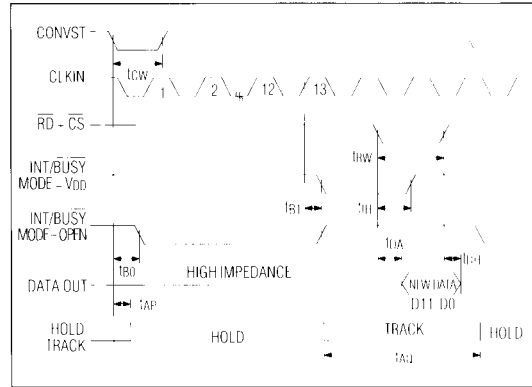 CONVST
tCW
CLKIN
1 2 12 13
RD - CS
tRW
INT/BUSY
MODE - VDD
tB1 tIH
INT/BUSY
MODE - OPEN
tDA
tB0 HIGH IMPEDANCE tDH
DATA OUT NEW DATA
tAP D11 D0
HOLD HOLD TRACK HOLD
TRACK
tAQ